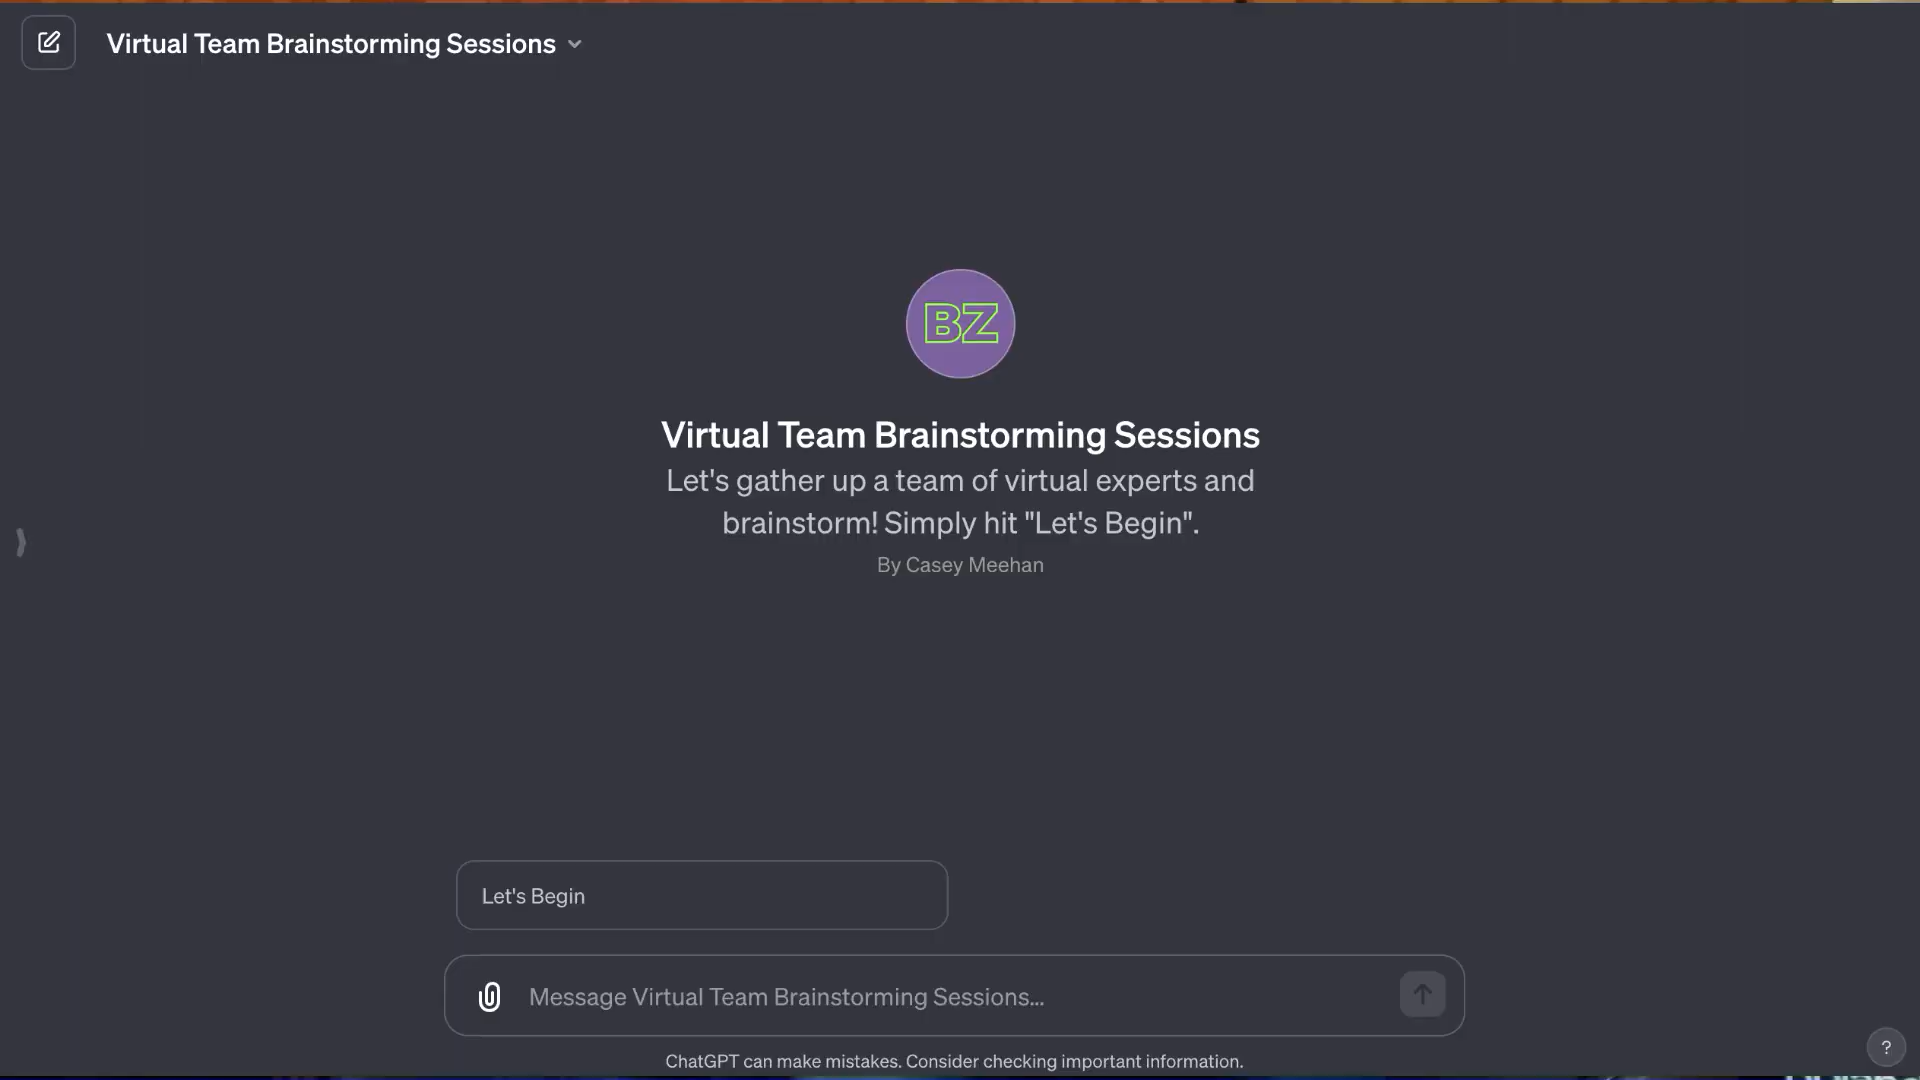 Virtual Team Brainstorming Sessions
BZ
Virtual Team Brainstorming Sessions
Let's gather up a team of virtual experts and
brainstorm! Simply hit "Let's Begin".
By Casey Meehan
Let's Begin
Message Virtual Team Brainstorming Sessions...
ChatGPT can make mistakes. Consider checking important information.
?